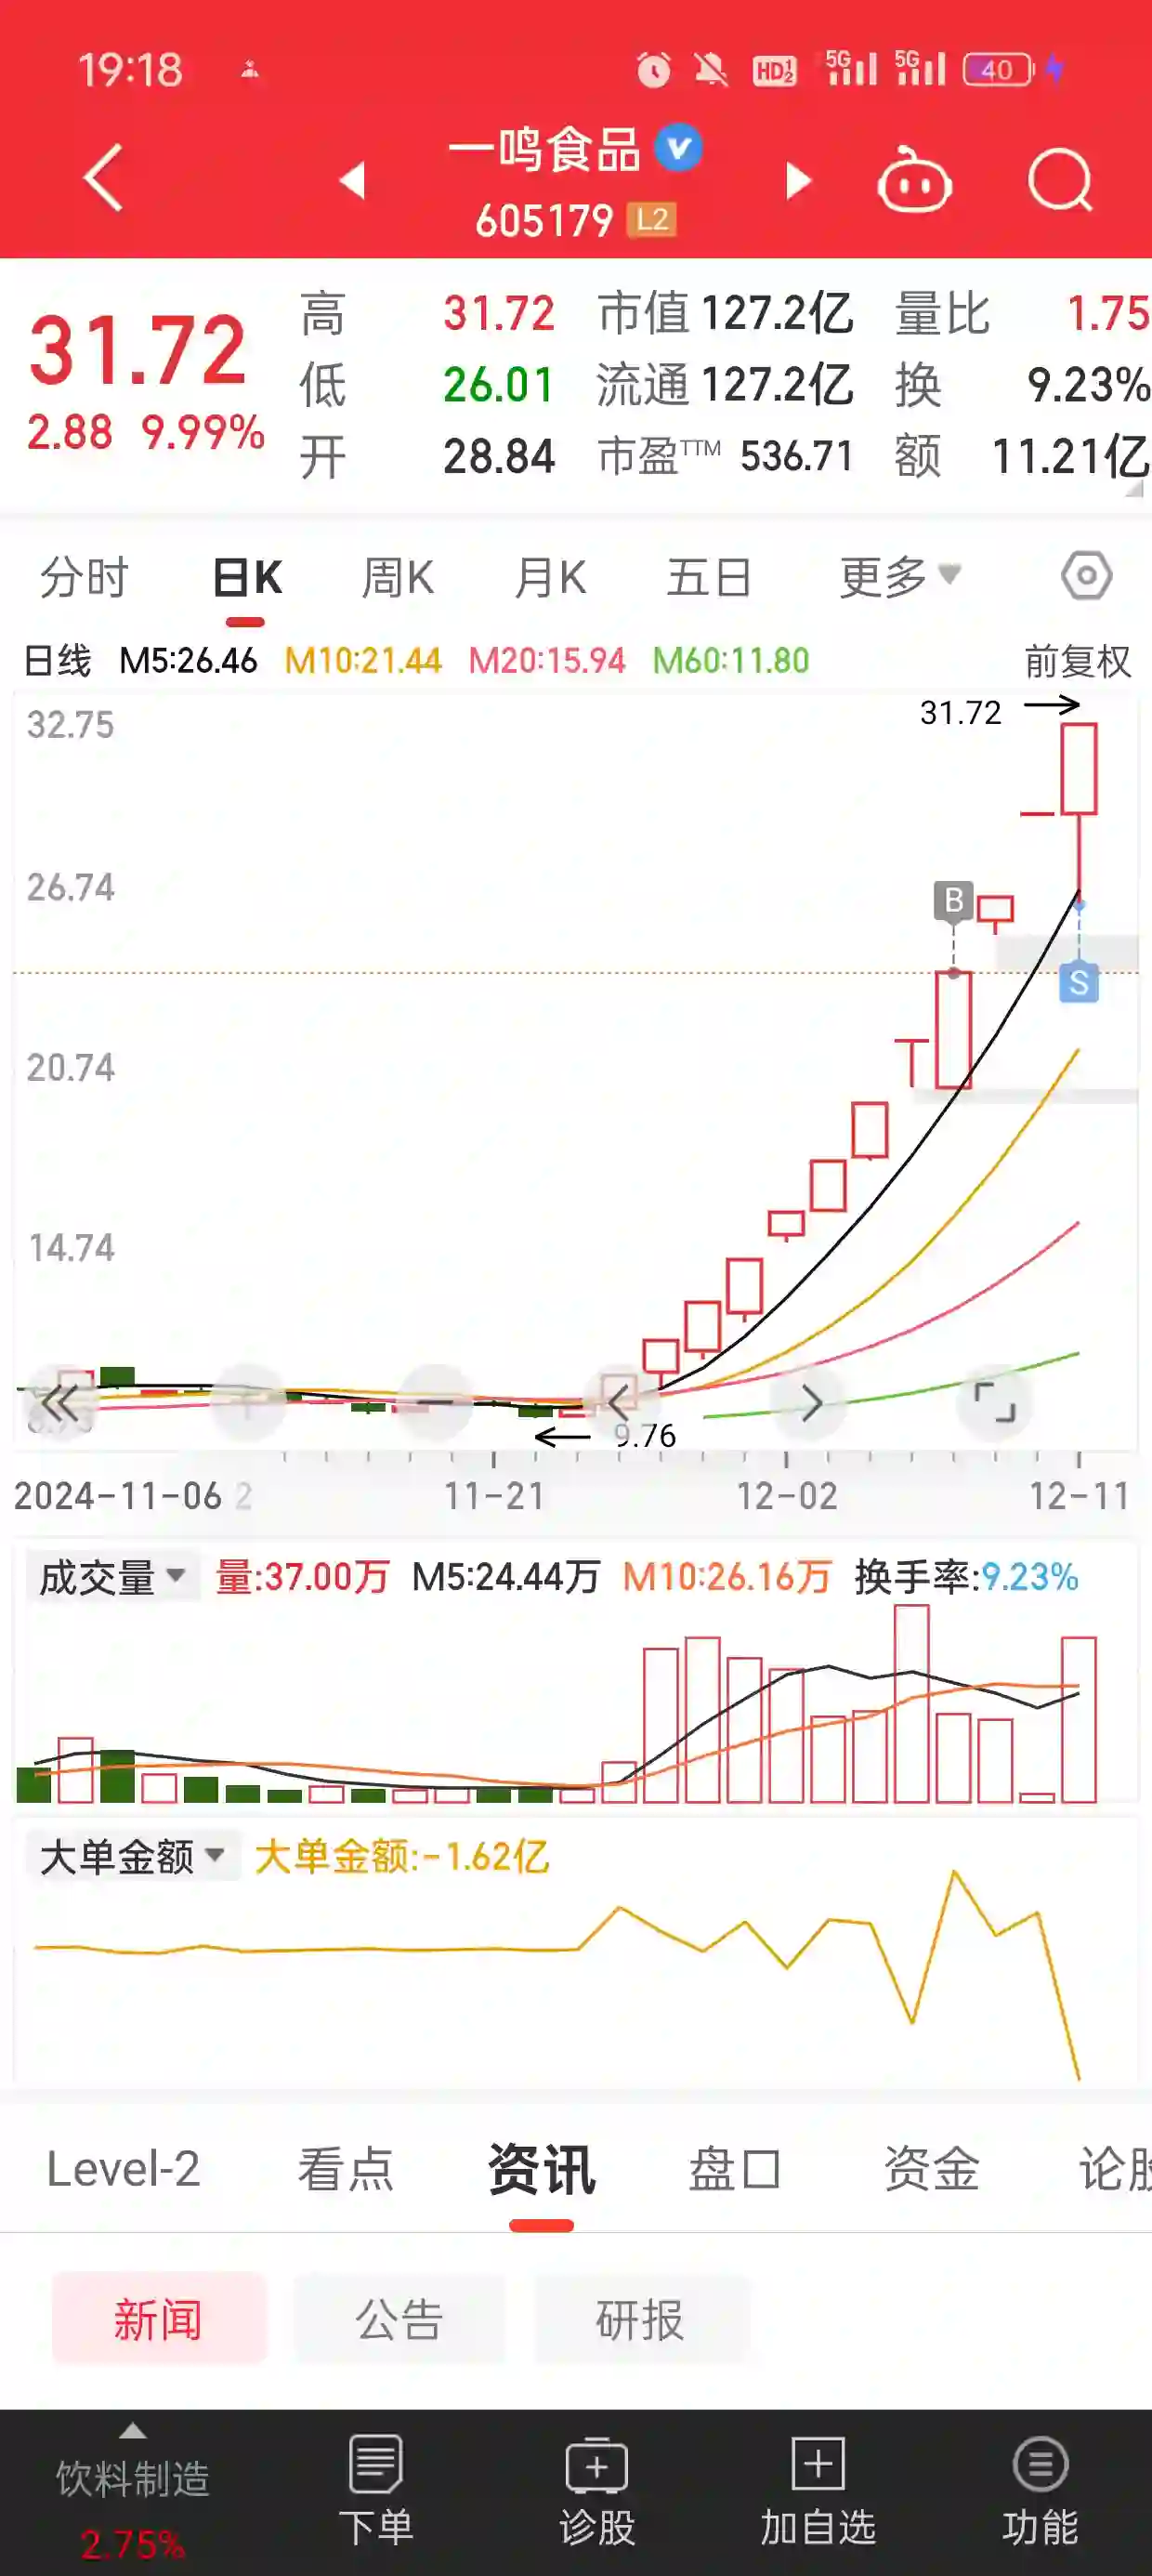 19:18 HD 1 2 5G 5G 40
一鸣食品
605179 L2
31.72
2.88 9.99%
高 31.72 市值 127.2亿 量比 1.75
低 26.01 流通 127.2亿 换 9.23%
开 28.84 市盈TTM 536.71 额 11.21亿
分时 日K 周K 月K 五日 更多
日线 M5:26.46 M10:21.44 M20:15.94 M60:11.80 前复权
32.75
31.72
26.74
B
S
20.74
14.74
9.76
2024-11-06 2 11-21 12-02 12-11
成交量 量:37.00万 M5:24.44万 M10:26.16万 换手率:9.23%
大单金额 大单金额:-1.62亿
Level-2 看点 资讯 盘口 资金 论股
新闻 公告 研报
饮料制造
2.75%
下单 诊股 加自选 功能